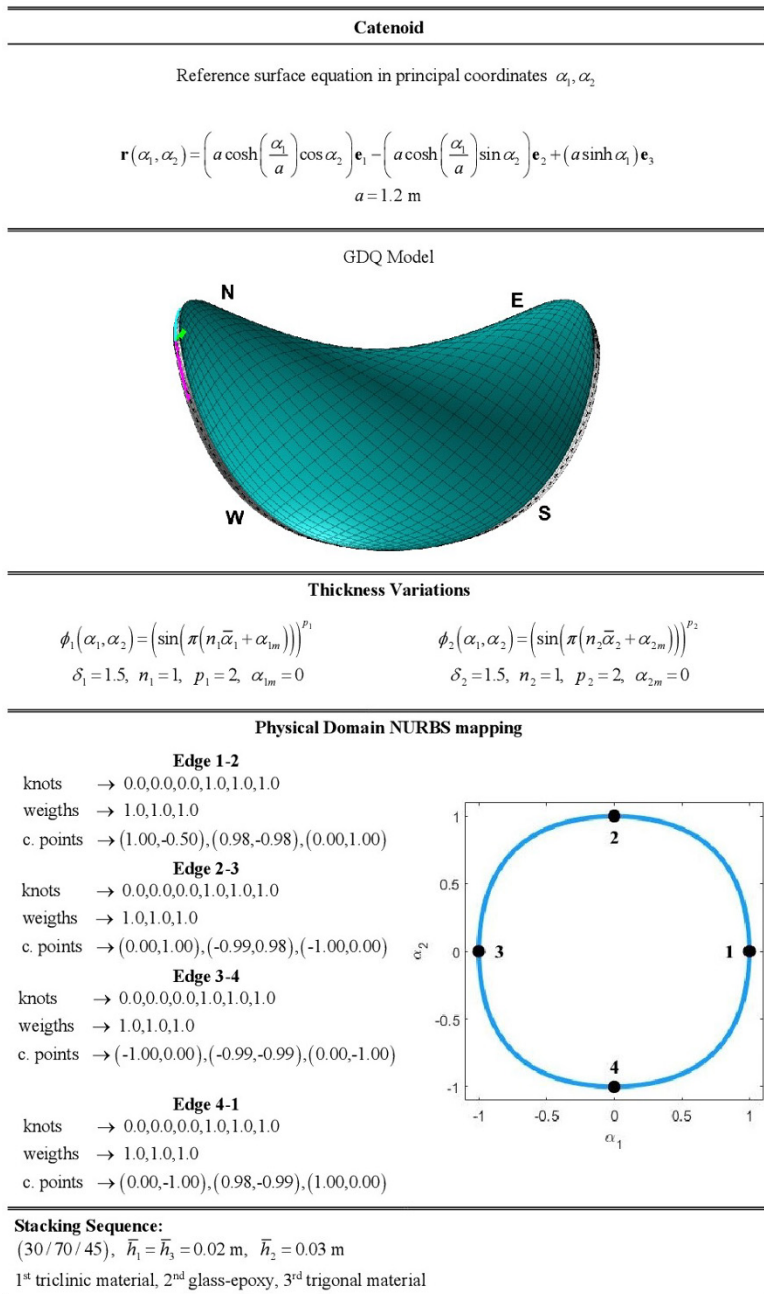 Catenoid
Reference surface equation in principal coordinates α₁, α₂
r(α₁, α₂) = (a cosh(α₁/a) cos α₂) e₁ − (a cosh(α₁/a) sin α₂) e₂ + (a sinh α₁) e₃
a = 1.2 m
GDQ Model
N
E
W
S
Thickness Variations
ϕ₁(α₁, α₂) = (sin(π(n₁ᾱ₁ + α₁ₘ)))^p₁
δ₁ = 1.5, n₁ = 1, p₁ = 2, α₁ₘ = 0
ϕ₂(α₁, α₂) = (sin(π(n₂ᾱ₂ + α₂ₘ)))^p₂
δ₂ = 1.5, n₂ = 1, p₂ = 2, α₂ₘ = 0
Physical Domain NURBS mapping
Edge 1-2
knots → 0.0,0.0,0.0,1.0,1.0,1.0
weigths → 1.0,1.0,1.0
c. points → (1.00,-0.50),(0.98,-0.98),(0.00,1.00)
Edge 2-3
knots → 0.0,0.0,0.0,1.0,1.0,1.0
weigths → 1.0,1.0,1.0
c. points → (0.00,1.00),(-0.99,0.98),(-1.00,0.00)
Edge 3-4
knots → 0.0,0.0,0.0,1.0,1.0,1.0
weigths → 1.0,1.0,1.0
c. points → (-1.00,0.00),(-0.99,-0.99),(0.00,-1.00)
Edge 4-1
knots → 0.0,0.0,0.0,1.0,1.0,1.0
weigths → 1.0,1.0,1.0
c. points → (0.00,-1.00),(0.98,-0.99),(1.00,0.00)
1
0.5
0
-0.5
-1
α₂
2
3
1
4
-1
-0.5
0
0.5
1
α₁
Stacking Sequence:
(30/70/45), h̄₁ = h̄₃ = 0.02 m, h̄₂ = 0.03 m
1st triclinic material, 2nd glass-epoxy, 3rd trigonal material